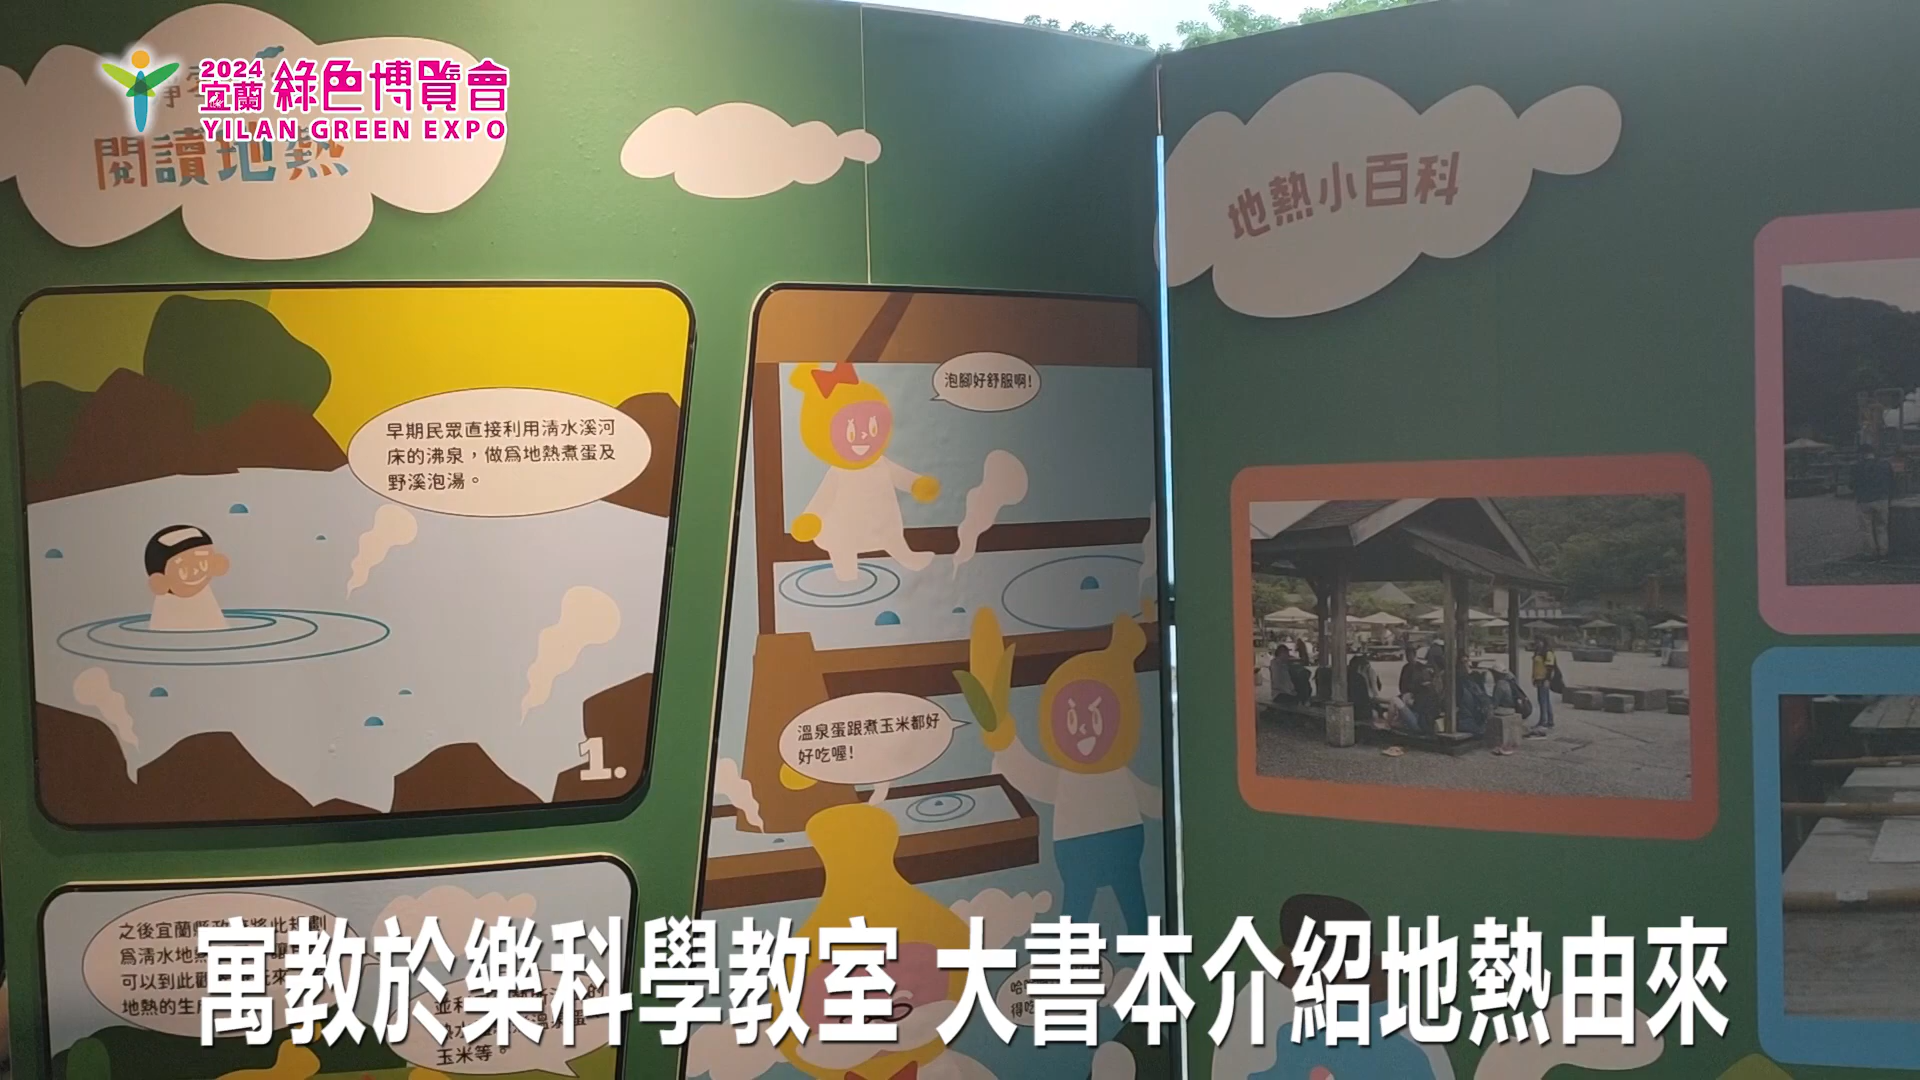 2024
宜蘭 綠色博覽會
YILAN GREEN EXPO
閱讀地熱
地熱小百科
早期民眾直接利用清水溪河
床的沸泉，做為地熱煮蛋及
野溪泡湯。
1.
泡腳好舒服啊!
溫泉蛋跟煮玉米都好
好吃喔!
之後宜蘭縣
為清水地
可以到此
地熱的生
玉米等。
寓教於樂科學教室 大書本介紹地熱由來